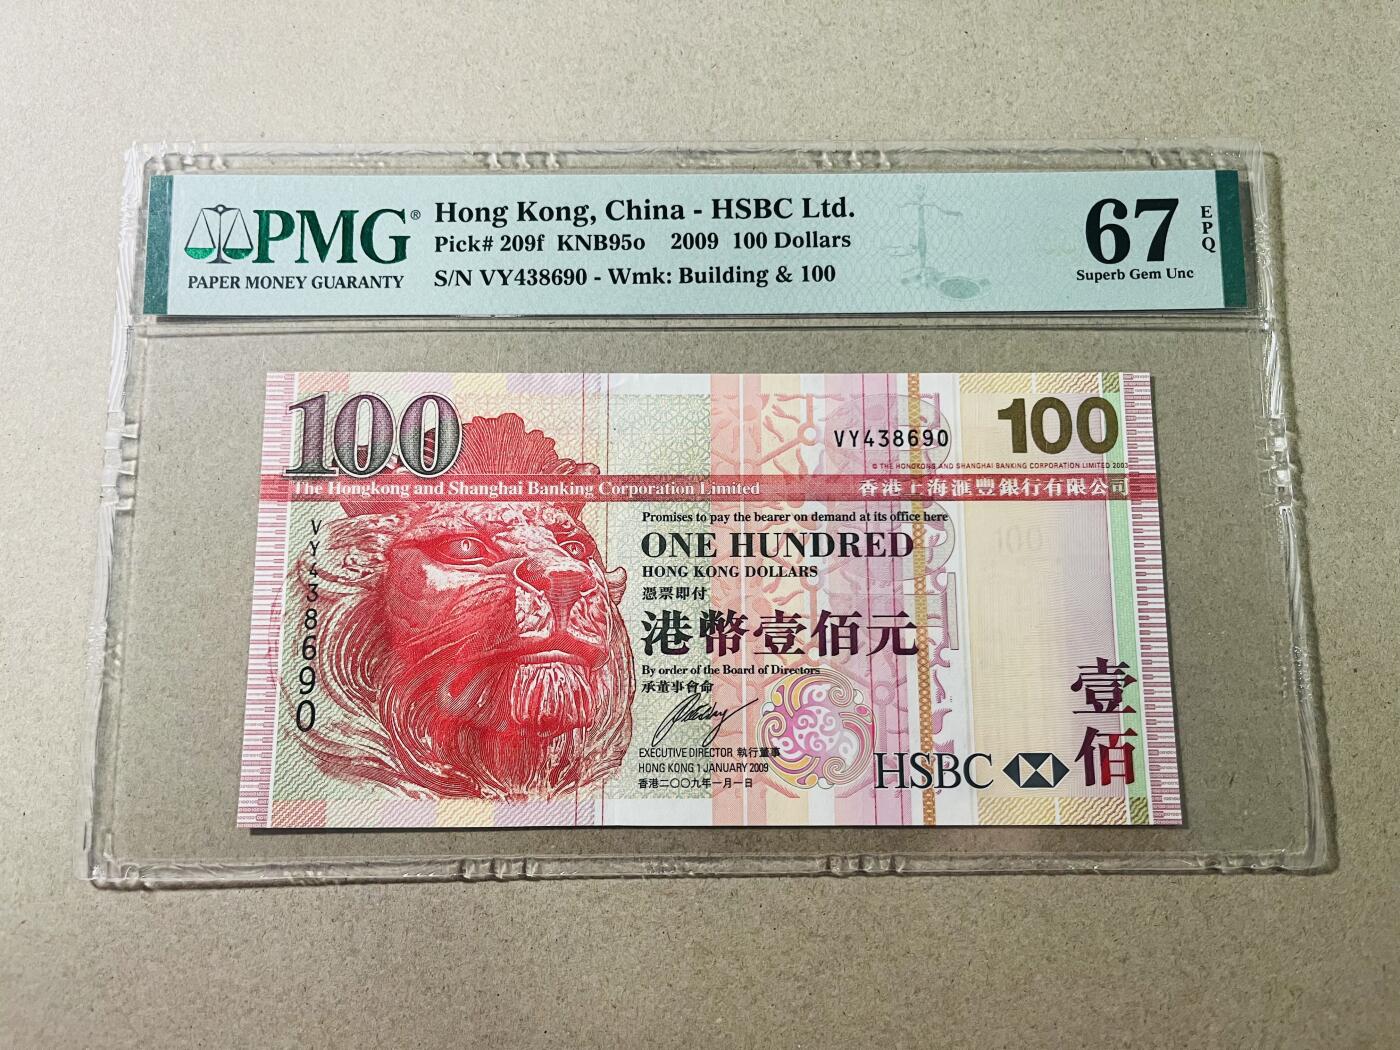 PMG®
PAPER MONEY GUARANTY
Hong Kong, China - HSBC Ltd.
Pick# 209f KNB95o 2009 100 Dollars
S/N VY438690 - Wmk: Building & 100
67
EPQ
Superb Gem Unc
100
VY438690
100
© THE HONGKONG AND SHANGHAI BANKING CORPORATION LIMITED 2003
The Hongkong and Shanghai Banking Corporation Limited
香港上海滙豐銀行有限公司
VY438690
Promises to pay the bearer on demand at its office here
ONE HUNDRED
HONG KONG DOLLARS
憑票即付
港幣壹佰元
By order of the Board of Directors
承董事會命
EXECUTIVE DIRECTOR 執行董事
HONG KONG 1 JANUARY 2009
香港二〇〇九年一月一日
100
HSBC
壹佰